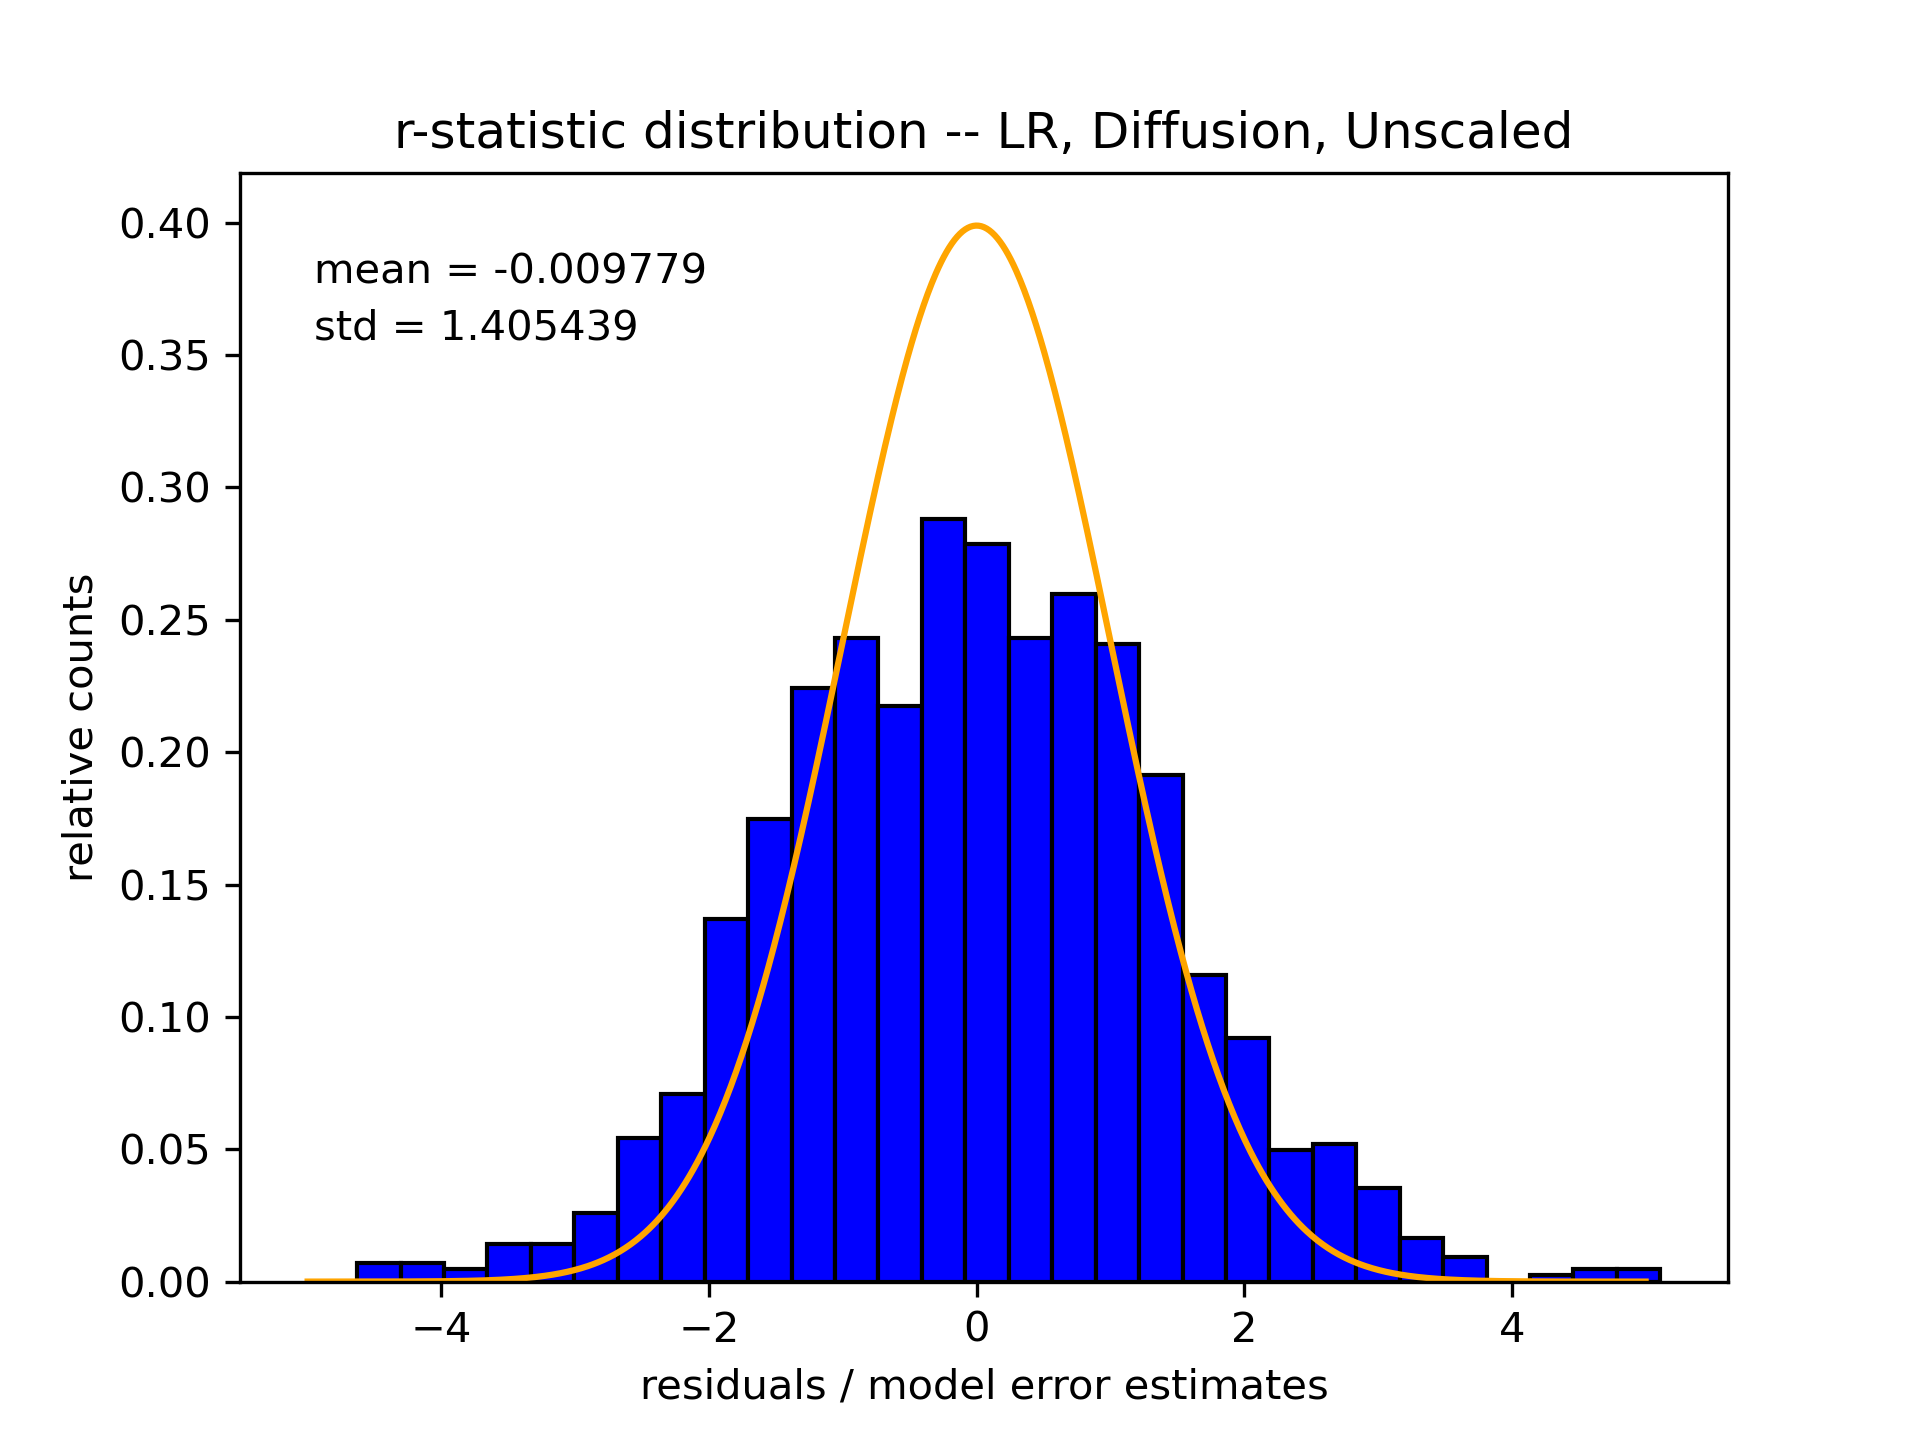 r-statistic distribution -- LR, Diffusion, Unscaled
mean = -0.009779
std = 1.405439
0.40
0.35
0.30
0.25
0.20
0.15
0.10
0.05
0.00
relative counts
−4 −2 0 2 4
residuals / model error estimates